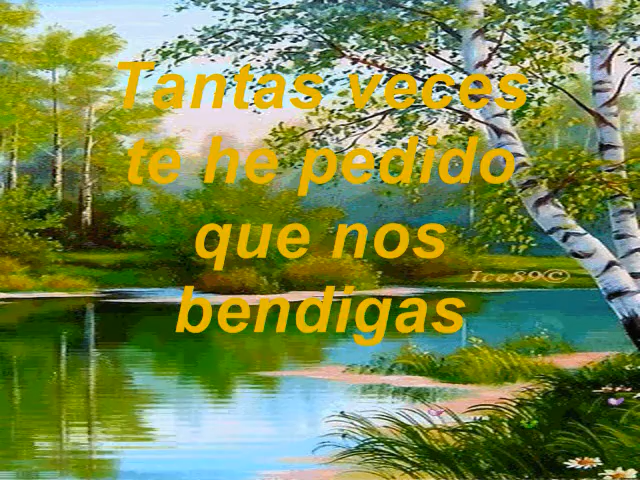 Tantas veces
te he pedido
que nos
Ice89©
bendigas